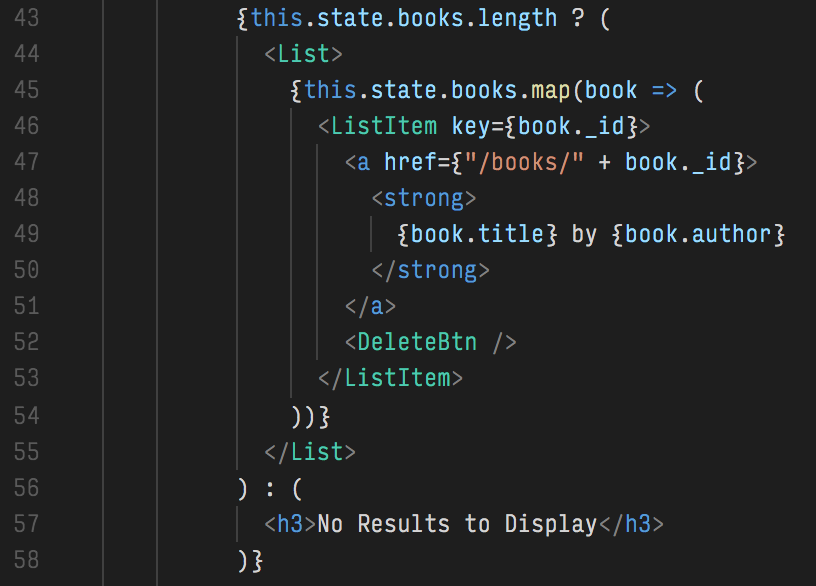 43 {this.state.books.length ? (
44 <List>
45 {this.state.books.map(book => (
46 <ListItem key={book._id}>
47 <a href={"/books/" + book._id}>
48 <strong>
49 {book.title} by {book.author}
50 </strong>
51 </a>
52 <DeleteBtn />
53 </ListItem>
54 ))}
55 </List>
56 ) : (
57 <h3>No Results to Display</h3>
58 )}